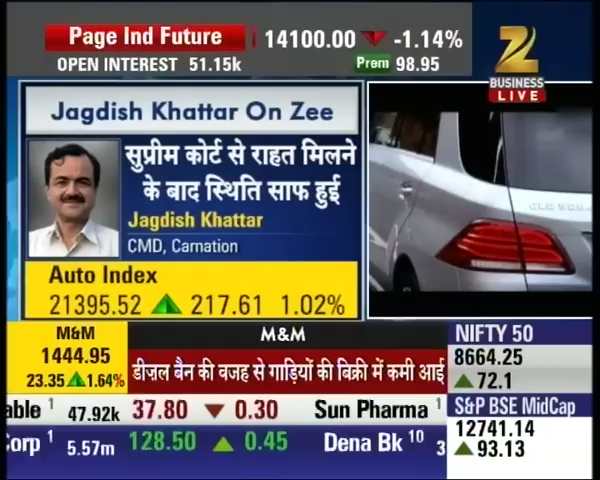 Page Ind Future
14100.00 -1.14%
OPEN INTEREST 51.15k
Prem 98.95
Z
BUSINESS
LIVE
Jagdish Khattar On Zee
सुप्रीम कोर्ट से राहत मिलने
के बाद स्थिति साफ हुई
Jagdish Khattar
CMD, Carnation
Auto Index
21395.52 217.61 1.02%
M&M
1444.95
23.35 1.64%
M&M
डीज़ल बैन की वजह से गाड़ियों की बिक्री में कमी आई
NIFTY 50
8664.25
72.1
S&P BSE MidCap
12741.14
93.13
able 1 47.92k 37.80 0.30 Sun Pharma 1
Corp 1 5.57m 128.50 0.45 Dena Bk 10 3